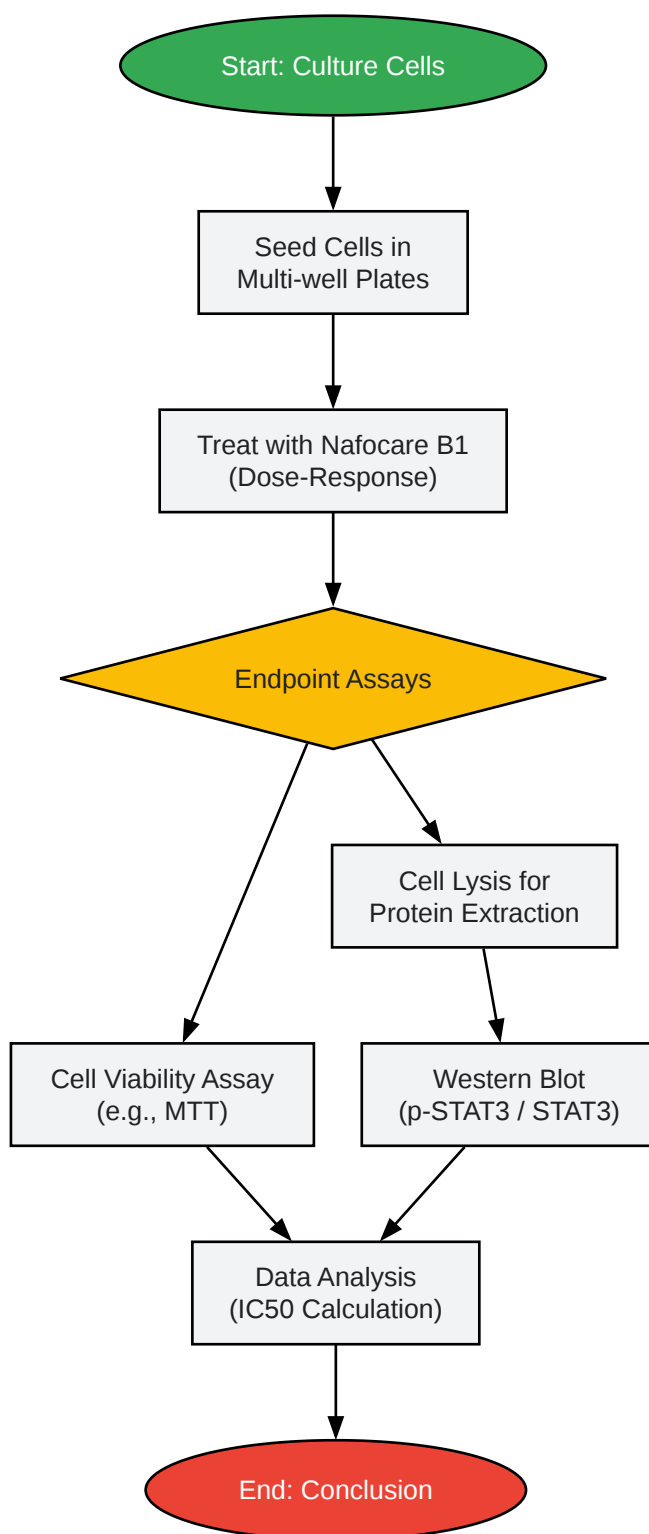 Start: Culture Cells
Seed Cells in
Multi-well Plates
Treat with Nafocare B1
(Dose-Response)
Endpoint Assays
Cell Lysis for
Protein Extraction
Cell Viability Assay
(e.g., MTT)
Western Blot
(p-STAT3 / STAT3)
Data Analysis
(IC50 Calculation)
End: Conclusion